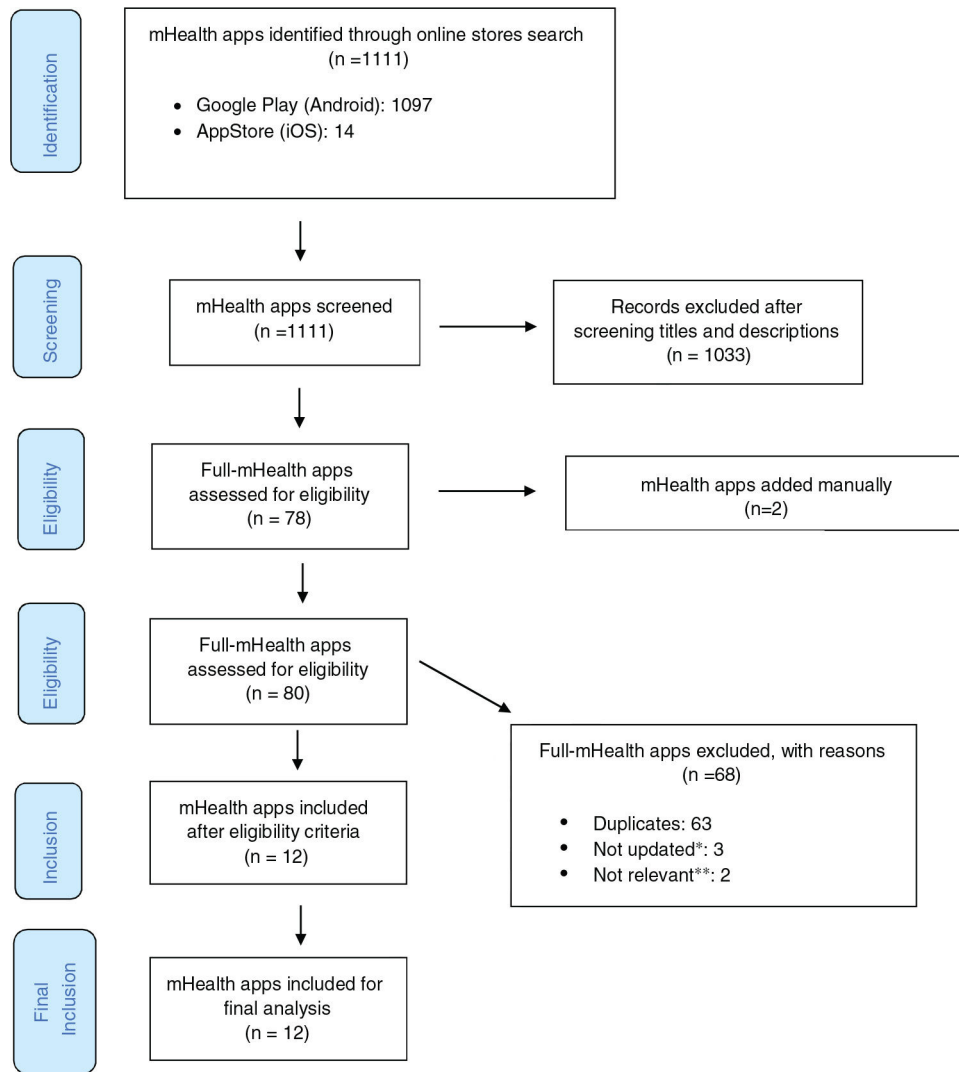 Identification
mHealth apps identified through online stores search
(n =1111)
• Google Play (Android): 1097
• AppStore (iOS): 14
Screening
mHealth apps screened
(n =1111)
Records excluded after
screening titles and descriptions
(n = 1033)
Eligibility
Full-mHealth apps
assessed for eligibility
(n = 78)
mHealth apps added manually
(n=2)
Eligibility
Full-mHealth apps
assessed for eligibility
(n = 80)
Full-mHealth apps excluded, with reasons
(n =68)
• Duplicates: 63
• Not updated*: 3
• Not relevant**: 2
Inclusion
mHealth apps included
after eligibility criteria
(n = 12)
Final
Inclusion
mHealth apps included for
final analysis
(n = 12)